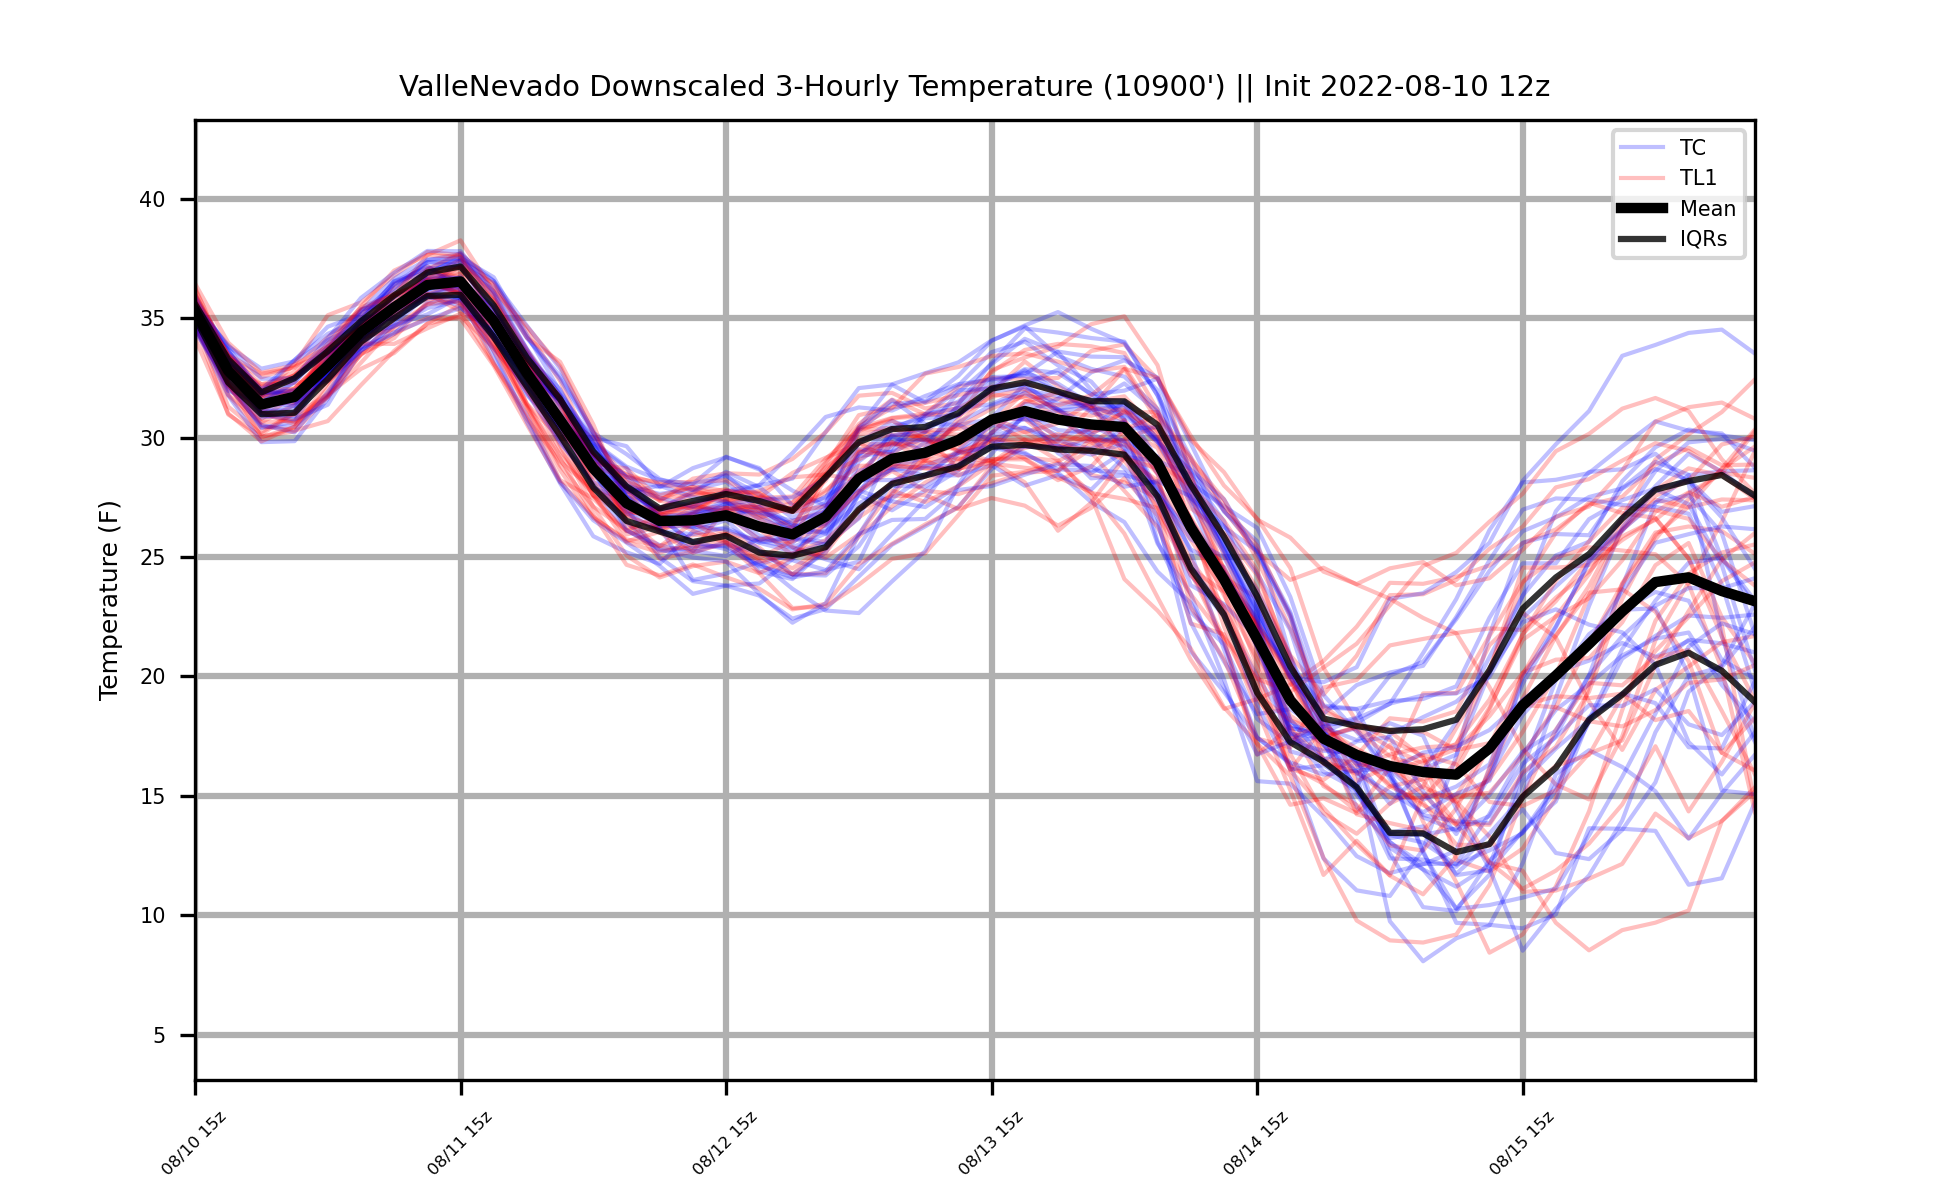 ValleNevado Downscaled 3-Hourly Temperature (10900') || Init 2022-08-10 12z
TC
TL1
Mean
IQRs
Temperature (F)
40
35
30
25
20
15
10
5
08/10 15z
08/11 15z
08/12 15z
08/13 15z
08/14 15z
08/15 15z